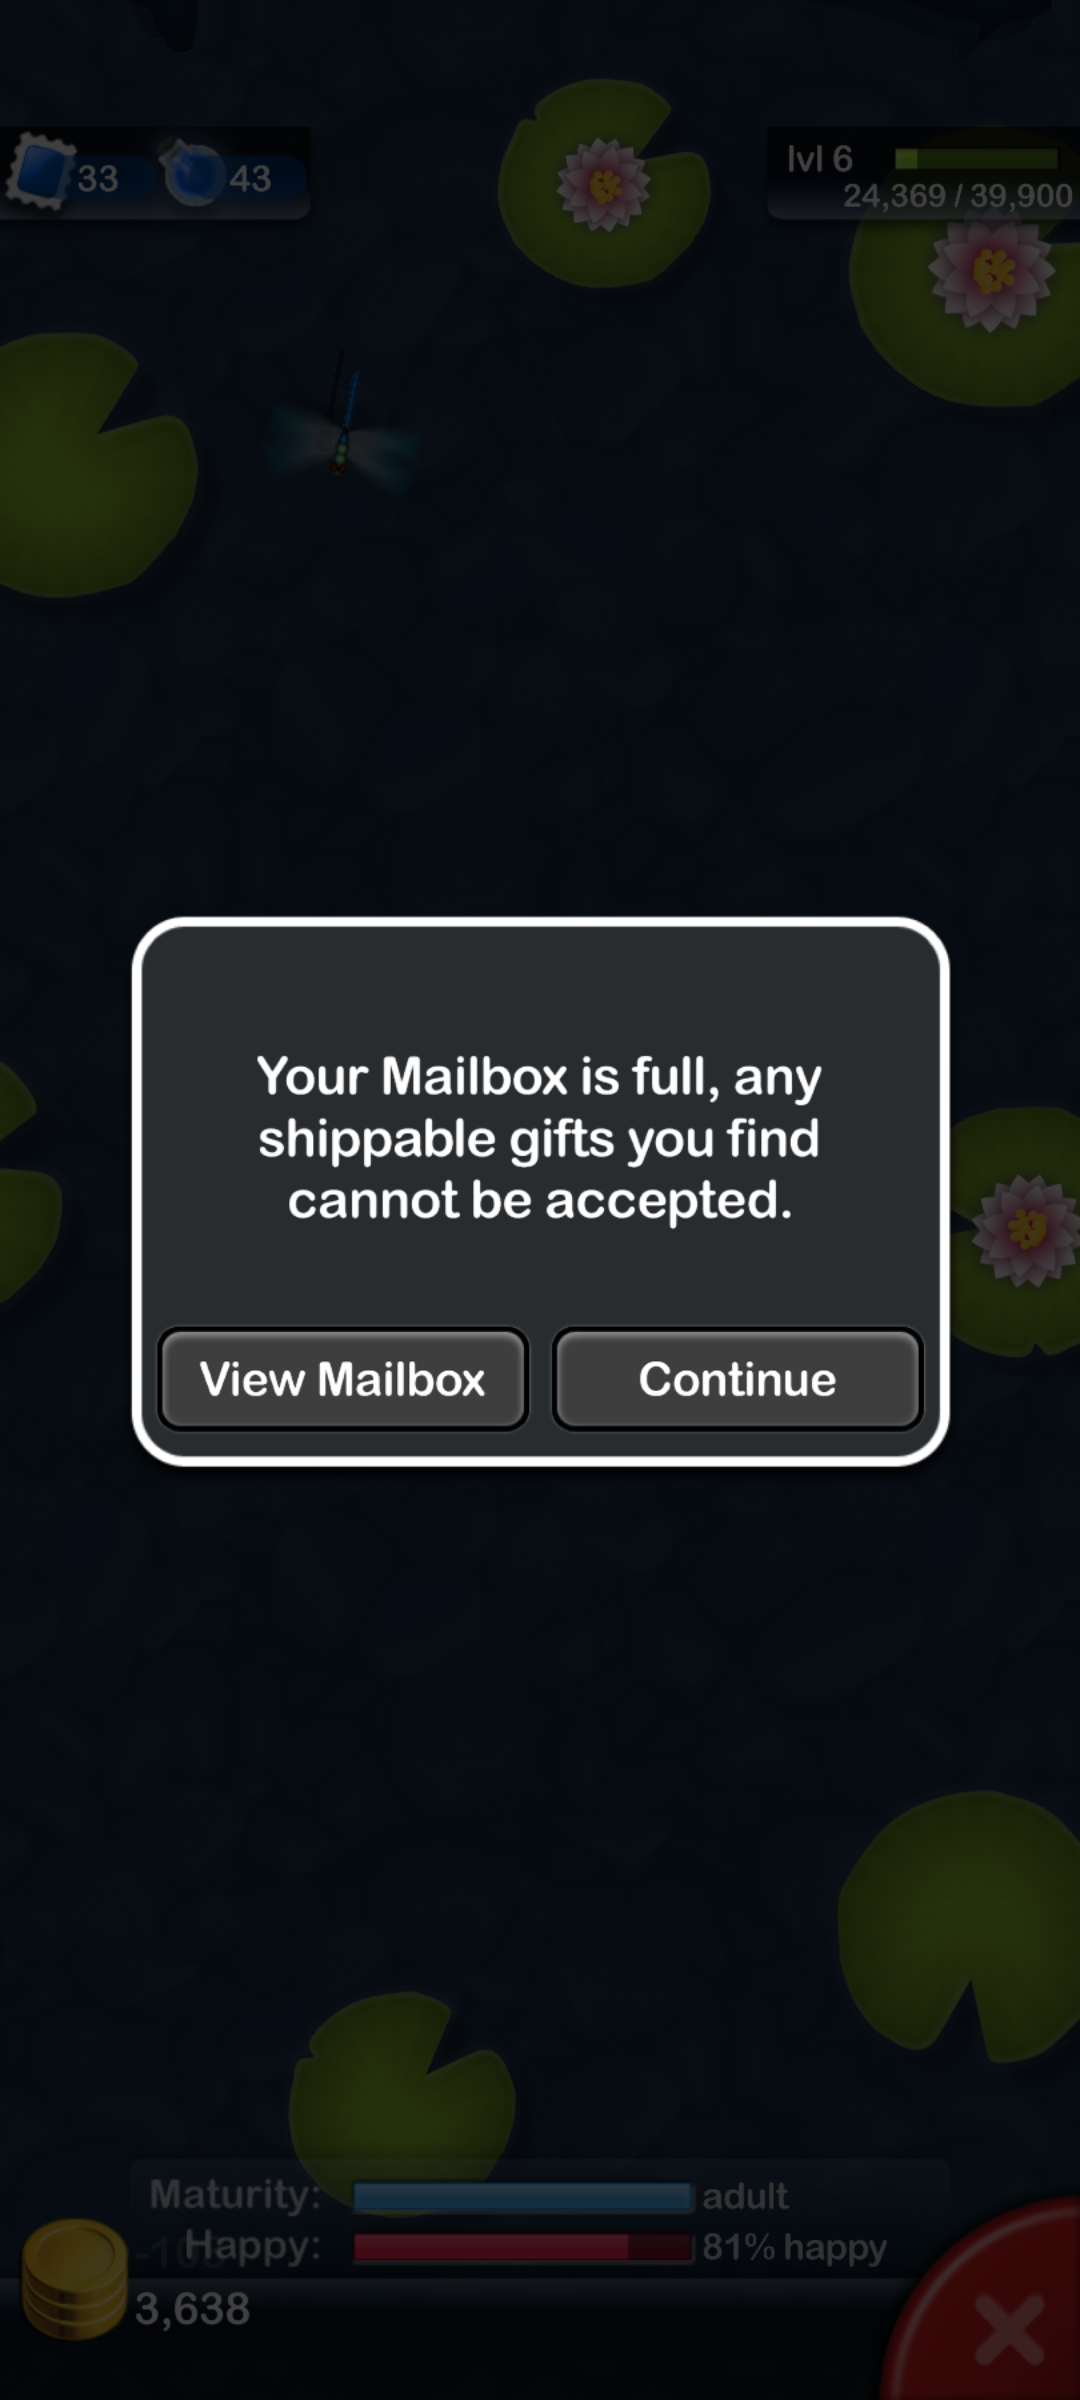 33 43
lvl 6
24,369 / 39,900
Your Mailbox is full, any
shippable gifts you find
cannot be accepted.
View Mailbox Continue
Maturity: adult
Happy: 81% happy
3,638